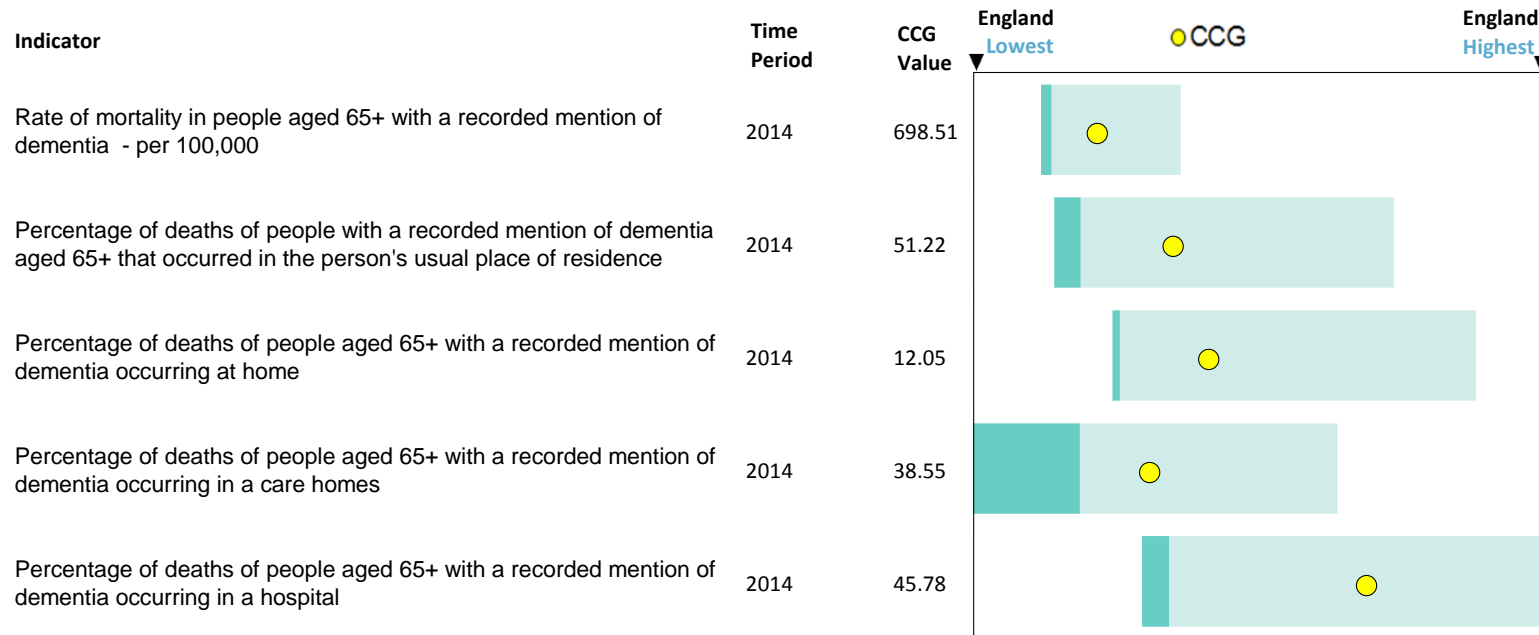 Indicator
Time
Period
CCG
Value
England
Lowest
CCG
England
Highest
Rate of mortality in people aged 65+ with a recorded mention of
dementia - per 100,000
2014
698.51
Percentage of deaths of people with a recorded mention of dementia
aged 65+ that occurred in the person's usual place of residence
2014
51.22
Percentage of deaths of people aged 65+ with a recorded mention of
dementia occurring at home
2014
12.05
Percentage of deaths of people aged 65+ with a recorded mention of
dementia occurring in a care homes
2014
38.55
Percentage of deaths of people aged 65+ with a recorded mention of
dementia occurring in a hospital
2014
45.78